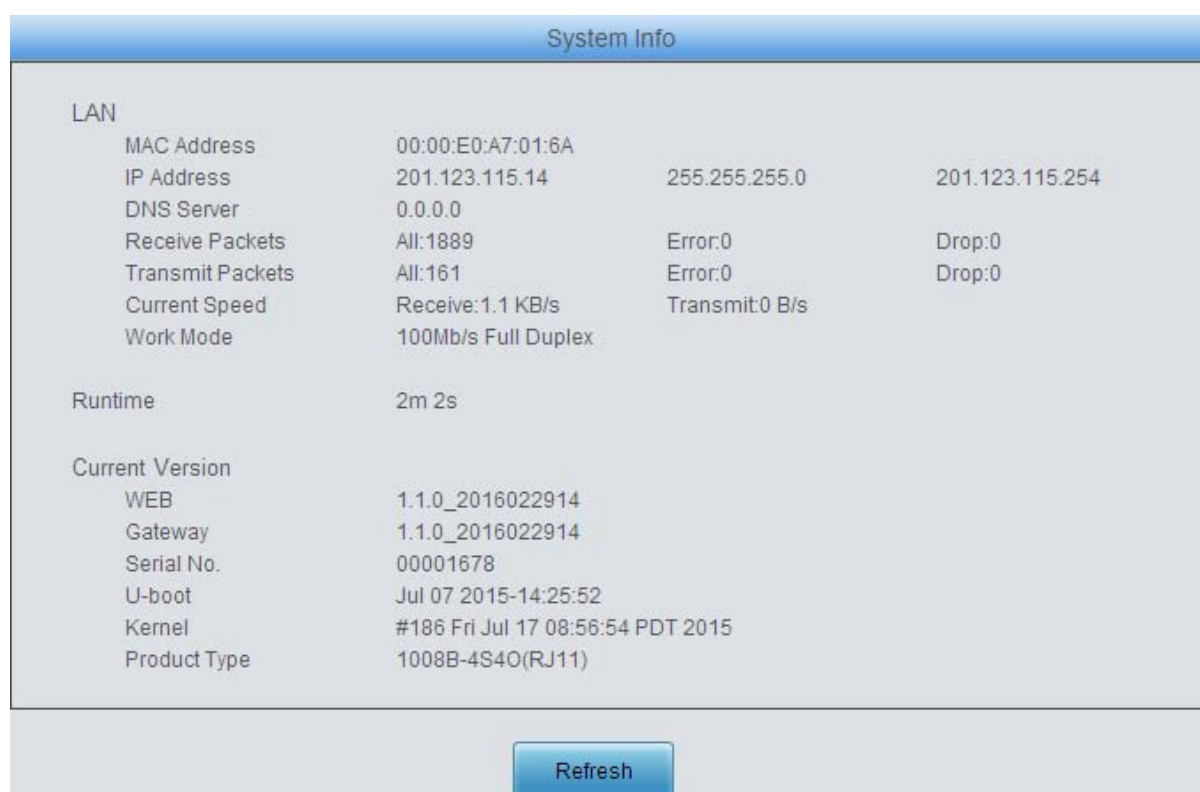 System Info
LAN
MAC Address 00:00:E0:A7:01:6A
IP Address 201.123.115.14 255.255.255.0 201.123.115.254
DNS Server 0.0.0.0
Receive Packets All:1889 Error:0 Drop:0
Transmit Packets All:161 Error:0 Drop:0
Current Speed Receive:1.1 KB/s Transmit:0 B/s
Work Mode 100Mb/s Full Duplex
Runtime 2m 2s
Current Version
WEB 1.1.0_2016022914
Gateway 1.1.0_2016022914
Serial No. 00001678
U-boot Jul 07 2015-14:25:52
Kernel #186 Fri Jul 17 08:56:54 PDT 2015
Product Type 1008B-4S4O(RJ11)
Refresh